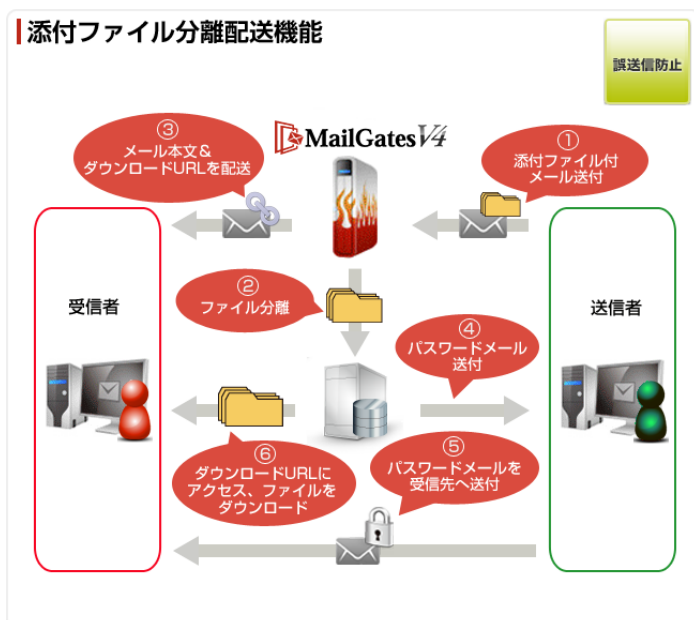 添付ファイル分離配送機能
誤送信防止
③
メール本文&
ダウンロードURLを配送
MailGates V4
①
添付ファイル付
メール送付
②
ファイル分離
受信者
送信者
④
パスワードメール
送付
⑤
パスワードメールを
受信先へ送付
⑥
ダウンロードURLに
アクセス、ファイルを
ダウンロード